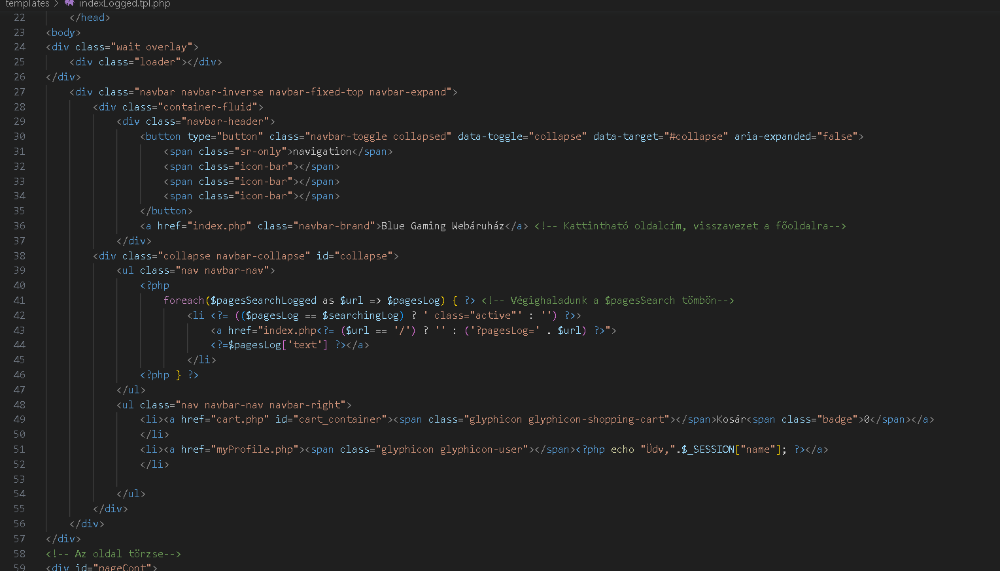 templates > indexLogged.tpl.php
22 </head>
23 <body>
24 <div class="wait overlay">
25 <div class="loader"></div>
26 </div>
27 <div class="navbar navbar-inverse navbar-fixed-top navbar-expand">
28 <div class="container-fluid">
29 <div class="navbar-header">
30 <button type="button" class="navbar-toggle collapsed" data-toggle="collapse" data-target="#collapse" aria-expanded="false">
31 <span class="sr-only">navigation</span>
32 <span class="icon-bar"></span>
33 <span class="icon-bar"></span>
34 <span class="icon-bar"></span>
35 </button>
36 <a href="index.php" class="navbar-brand">Blue Gaming Webáruház</a> <!-- Kattintható oldalcím, visszavezet a főoldalra-->
37 </div>
38 <div class="collapse navbar-collapse" id="collapse">
39 <ul class="nav navbar-nav">
40 <?php
41 foreach($pagesSearchLogged as $url => $pagesLog) { ?> <!-- Végighaladunk a $pagesSearch tömbön-->
42 <li <?= (($pagesLog == $searchingLog) ? ' class="active"' : '') ?>>
43 <a href="index.php<?= ($url == '/') ? '' : ('?pagesLog=' . $url) ?>">
44 <?=$pagesLog['text'] ?></a>
45 </li>
46 <?php } ?>
47 </ul>
48 <ul class="nav navbar-nav navbar-right">
49 <li><a href="cart.php" id="cart_container"><span class="glyphicon glyphicon-shopping-cart"></span>Kosár<span class="badge">0</span></a>
50 </li>
51 <li><a href="myProfile.php"><span class="glyphicon glyphicon-user"></span><?php echo "Üdv,".$_SESSION["name"]; ?></a>
52 </li>
53
54 </ul>
55 </div>
56 </div>
57 </div>
58 <!-- Az oldal törzse-->
59 <div id="pageCont">